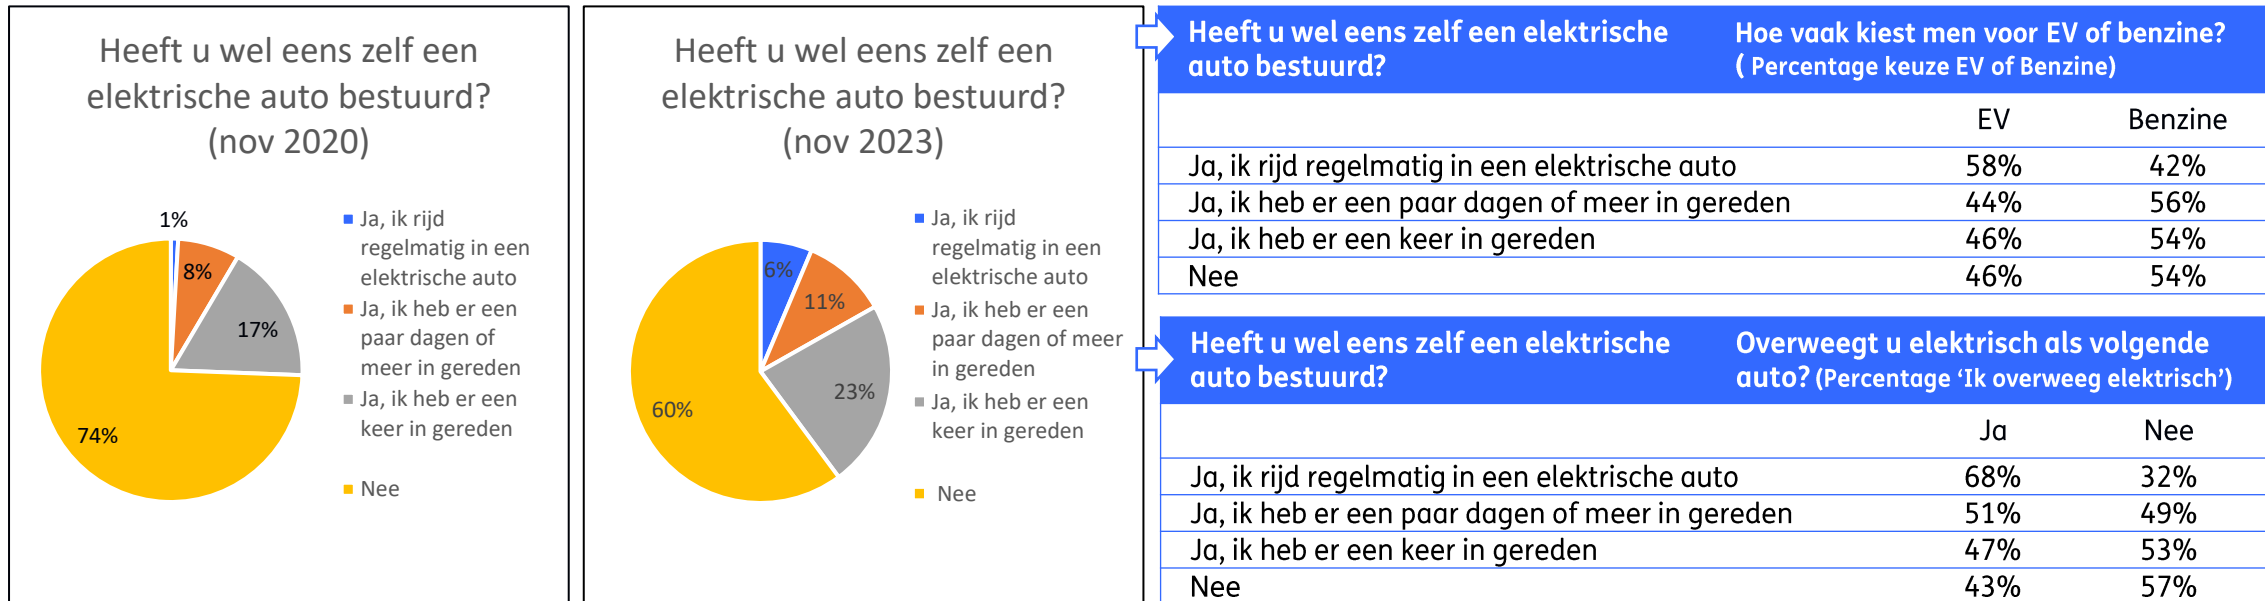 Heeft u wel eens zelf een
elektrische auto bestuurd?
(nov 2020)
1%
8%
17%
74%
Ja, ik rijd
regelmatig in een
elektrische auto
Ja, ik heb er een
paar dagen of
meer in gereden
Ja, ik heb er een
keer in gereden
Nee
Heeft u wel eens zelf een
elektrische auto bestuurd?
(nov 2023)
6%
11%
23%
60%
Ja, ik rijd
regelmatig in een
elektrische auto
Ja, ik heb er een
paar dagen of meer
in gereden
Ja, ik heb er een
keer in gereden
Nee
Heeft u wel eens zelf een elektrische
auto bestuurd?
Hoe vaak kiest men voor EV of benzine?
( Percentage keuze EV of Benzine)
EV Benzine
Ja, ik rijd regelmatig in een elektrische auto 58% 42%
Ja, ik heb er een paar dagen of meer in gereden 44% 56%
Ja, ik heb er een keer in gereden 46% 54%
Nee 46% 54%
Heeft u wel eens zelf een elektrische
auto bestuurd?
Overweegt u elektrisch als volgende
auto? (Percentage ‘Ik overweeg elektrisch’)
Ja Nee
Ja, ik rijd regelmatig in een elektrische auto 68% 32%
Ja, ik heb er een paar dagen of meer in gereden 51% 49%
Ja, ik heb er een keer in gereden 47% 53%
Nee 43% 57%